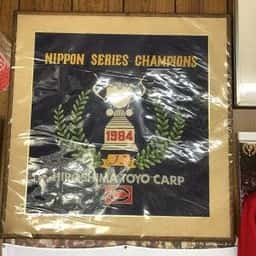 NIPPON SERIES CHAMPIONS
1984
HIROSHIMA TOYO CARP